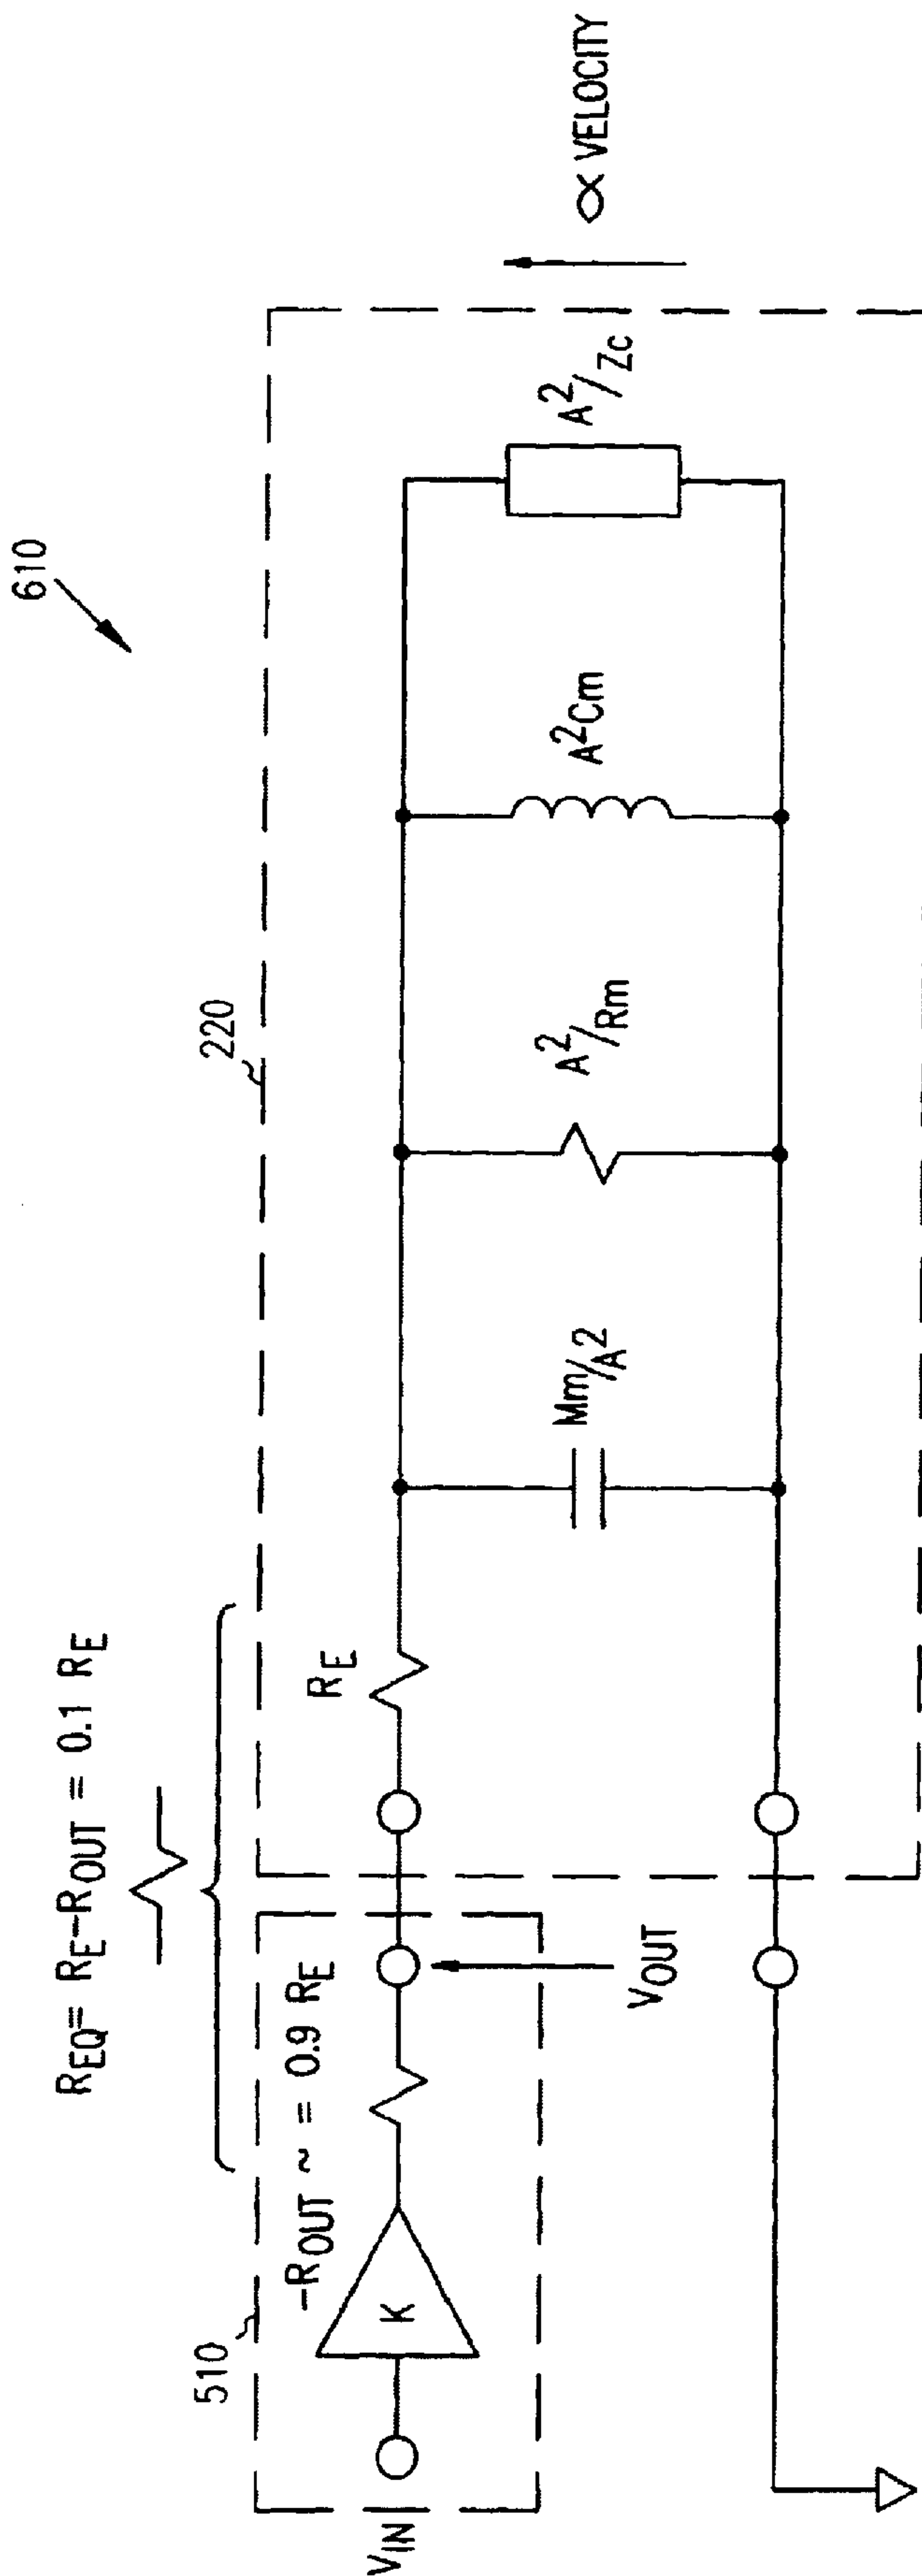 610
R_EQ= R_E-R_OUT = 0.1 R_E
510
220
-R_OUT ~ = 0.9 R_E
R_E
V_IN
K
V_OUT
Mm/A²
A²/Rm
A²Cm
A²/Zc
∝ VELOCITY